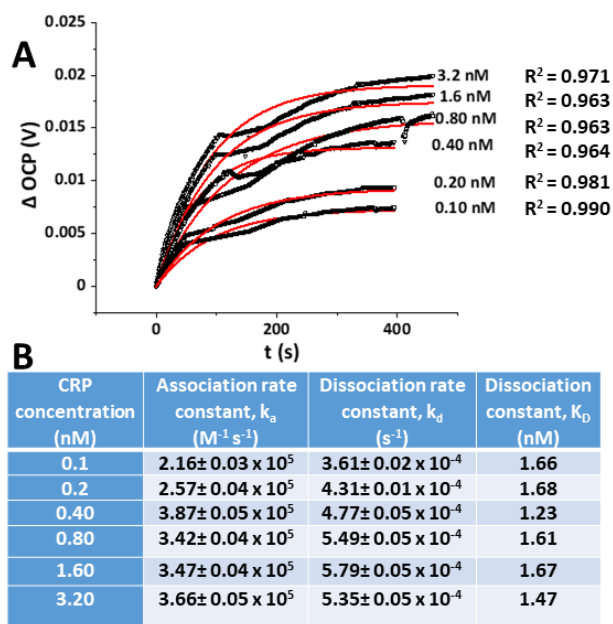 A
0.025
0.02
0.015
0.01
0.005
0
Δ OCP (V)
0 200 400
t (s)
3.2 nM R² = 0.971
1.6 nM R² = 0.963
0.80 nM R² = 0.963
0.40 nM R² = 0.964
0.20 nM R² = 0.981
0.10 nM R² = 0.990
B
CRP concentration (nM) Association rate constant, kₐ (M⁻¹ s⁻¹) Dissociation rate constant, k_d (s⁻¹) Dissociation constant, K_D (nM)
0.1 2.16± 0.03 x 10⁵ 3.61± 0.02 x 10⁻⁴ 1.66
0.2 2.57± 0.04 x 10⁵ 4.31± 0.01 x 10⁻⁴ 1.68
0.40 3.87± 0.05 x 10⁵ 4.77± 0.05 x 10⁻⁴ 1.23
0.80 3.42± 0.04 x 10⁵ 5.49± 0.05 x 10⁻⁴ 1.61
1.60 3.47± 0.04 x 10⁵ 5.79± 0.05 x 10⁻⁴ 1.67
3.20 3.66± 0.05 x 10⁵ 5.35± 0.05 x 10⁻⁴ 1.47